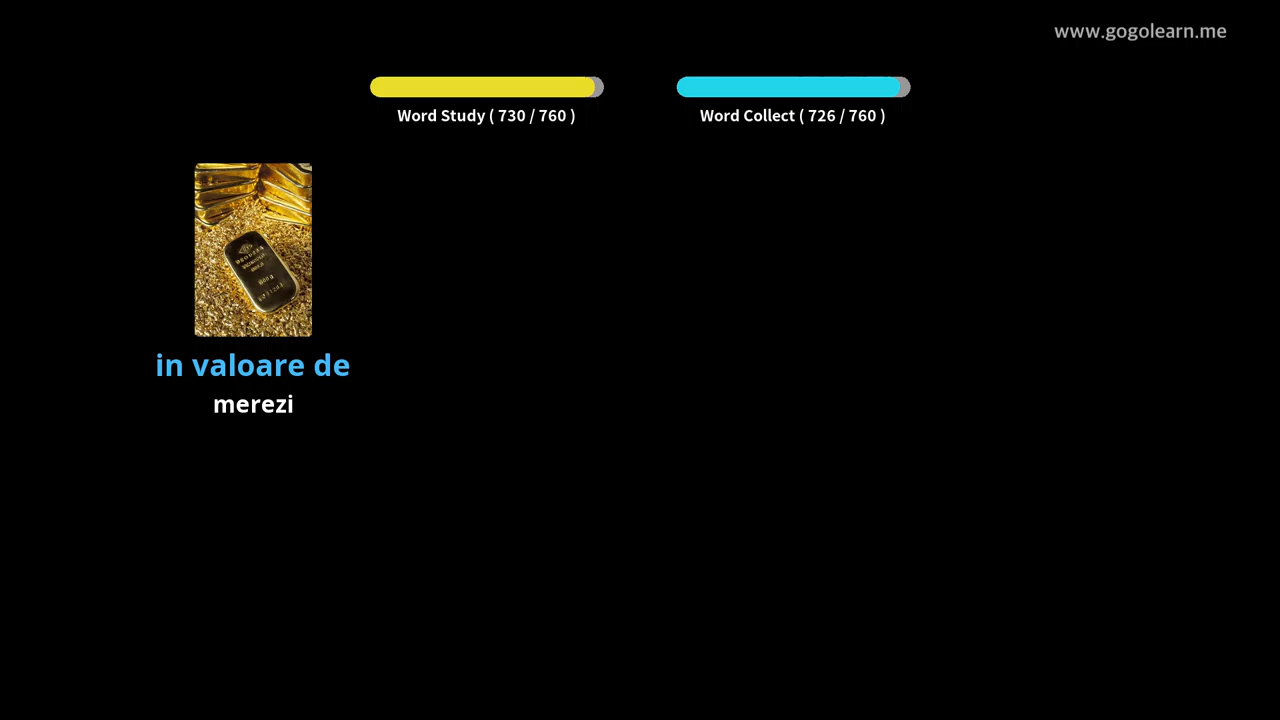 www.gogolearn.me
Word Study ( 730 / 760 )
Word Collect ( 726 / 760 )
in valoare de
merezi